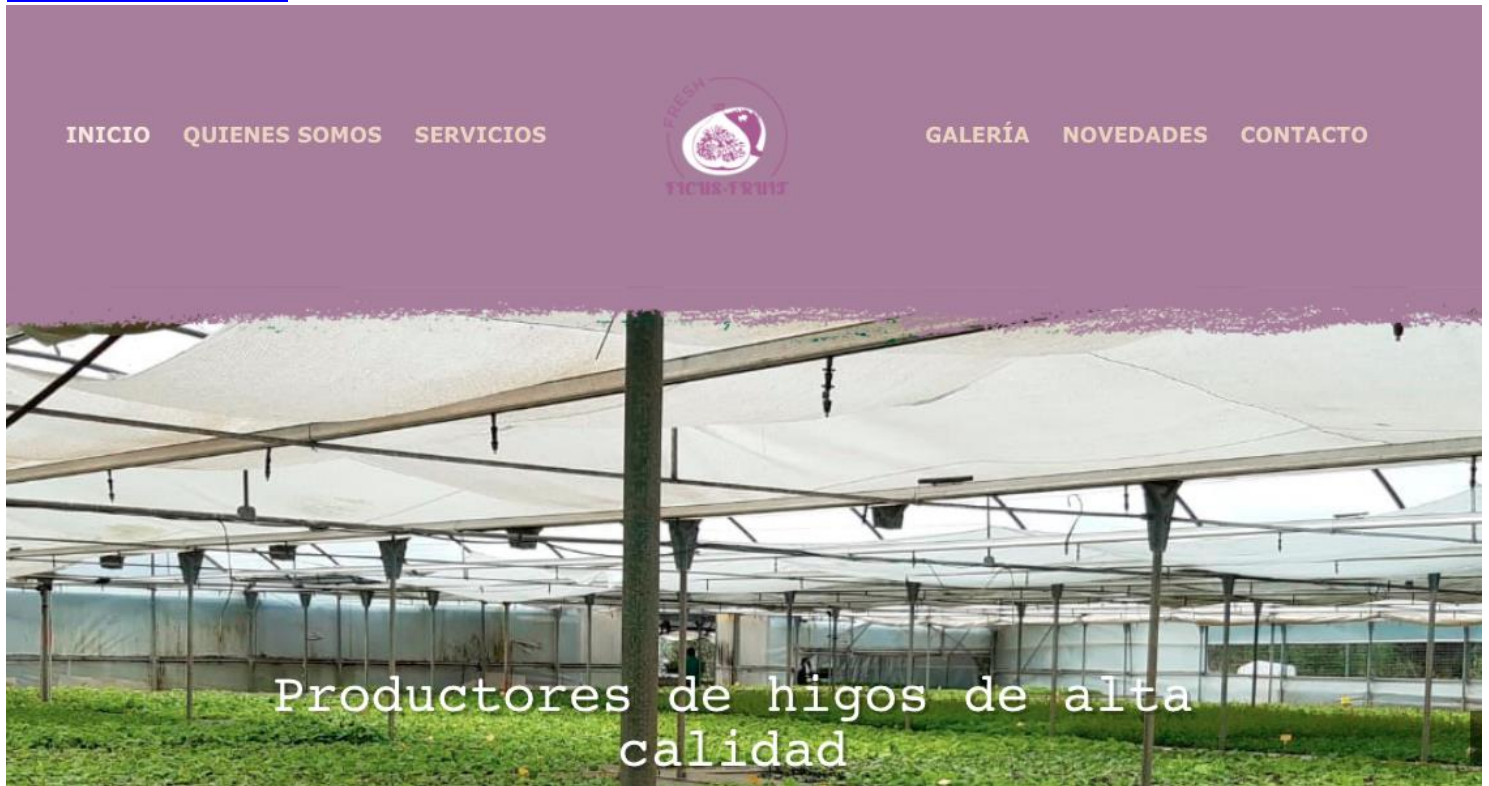 INICIO QUIENES SOMOS SERVICIOS
FRESH
FICUS-FRUIT
GALERÍA NOVEDADES CONTACTO
Productores de higos de alta
calidad